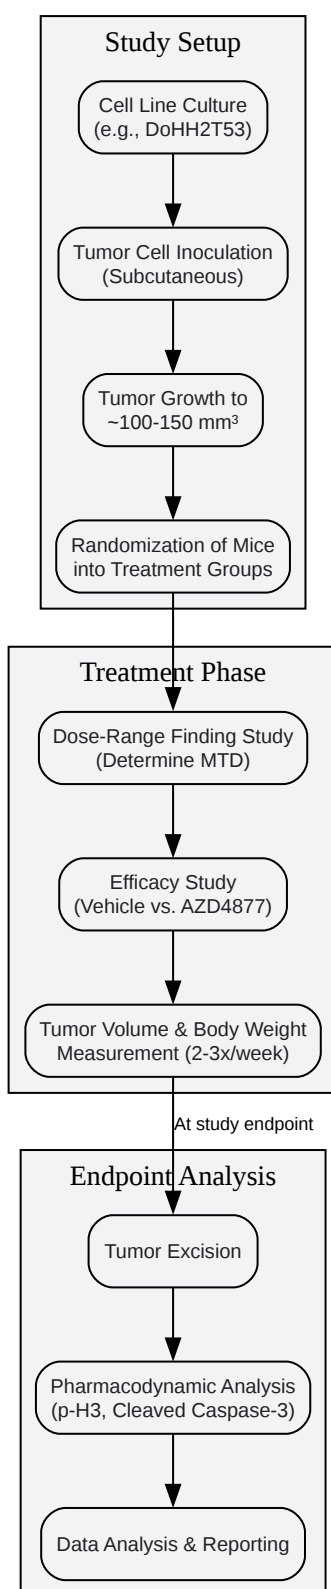 Study Setup
Cell Line Culture
(e.g., DoHH2T53)
Tumor Cell Inoculation
(Subcutaneous)
Tumor Growth to
~100-150 mm³
Randomization of Mice
into Treatment Groups
Treatment Phase
Dose-Range Finding Study
(Determine MTD)
Efficacy Study
(Vehicle vs. AZD4877)
Tumor Volume & Body Weight
Measurement (2-3x/week)
At study endpoint
Endpoint Analysis
Tumor Excision
Pharmacodynamic Analysis
(p-H3, Cleaved Caspase-3)
Data Analysis & Reporting